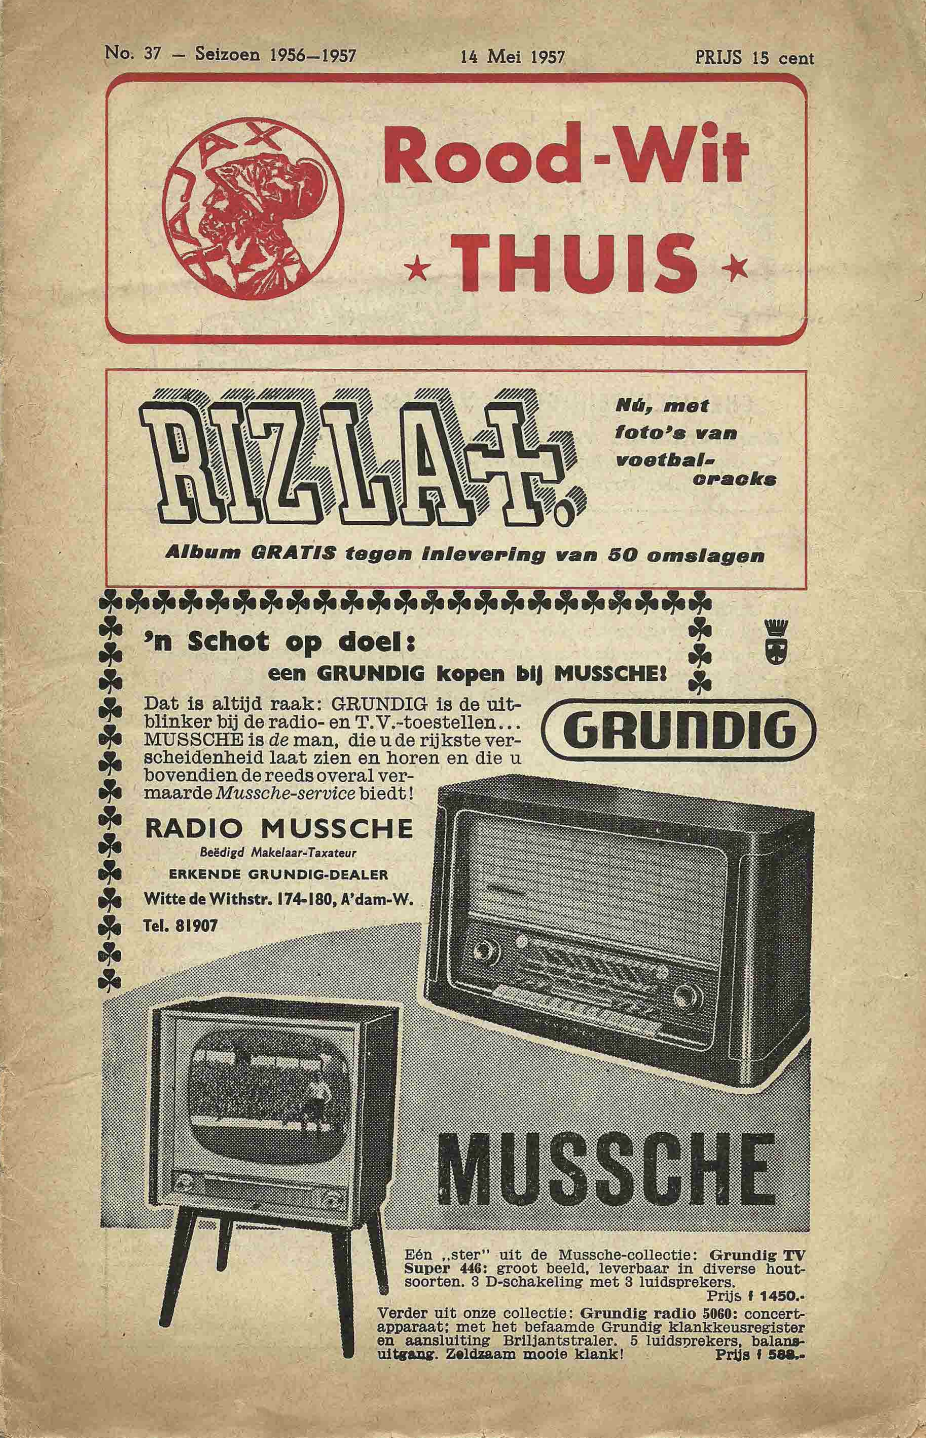 No. 37 — Seizoen 1956—1957 14 Mei 1957 PRIJS 15 cent
AJAX
Rood-Wit
THUIS
RIZLA+.
Nú, met
foto's van
voetbal-
cracks
Album GRATIS tegen inlevering van 50 omslagen
'n Schot op doel:
een GRUNDIG kopen bij MUSSCHE!
Dat is altijd raak: GRUNDIG is de uit-
blinker bij de radio- en T.V.-toestellen...
MUSSCHE is de man, die u de rijkste ver-
scheidenheid laat zien en horen en die u
bovendien de reeds overal ver-
maarde Mussche-service biedt!
GRUNDIG
RADIO MUSSCHE
Beëdigd Makelaar-Taxateur
ERKENDE GRUNDIG-DEALER
Witte de Withstr. 174-180, A'dam-W.
Tel. 81907
MUSSCHE
Eén „ster" uit de Mussche-collectie: Grundig TV
Super 446: groot beeld, leverbaar in diverse hout-
soorten. 3 D-schakeling met 3 luidsprekers.
Prijs f 1450.-
Verder uit onze collectie: Grundig radio 5060: concert-
apparaat; met het befaamde Grundig klankkeusregister
en aansluiting Briljantstraler. 5 luidsprekers, balans-
uitgang. Zeldzaam mooie klank! Prijs f 588.-